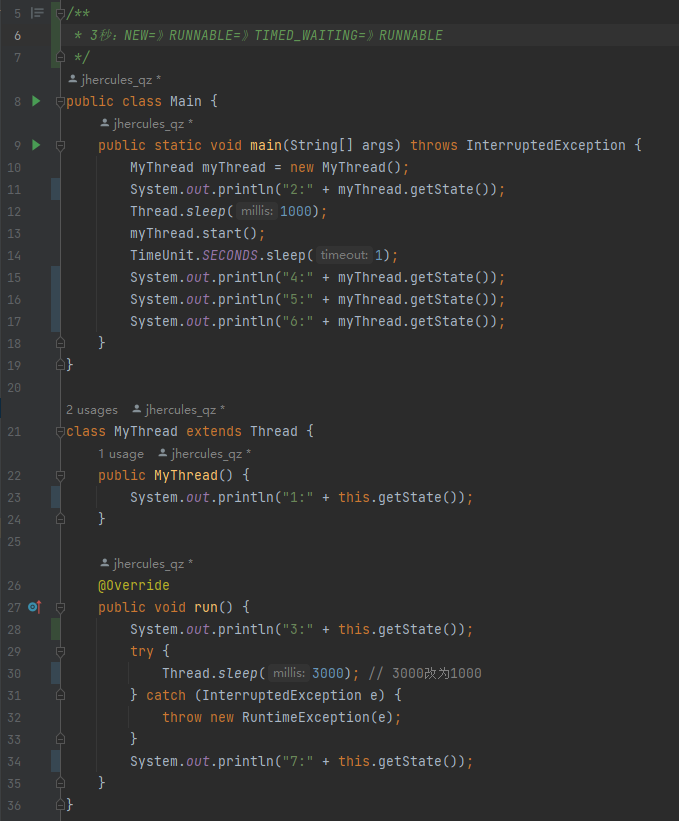 5 /**
6 * 3秒：NEW=》RUNNABLE=》TIMED_WAITING=》RUNNABLE
7 */
jhercules_qz *
8 public class Main {
jhercules_qz *
9 public static void main(String[] args) throws InterruptedException {
10 MyThread myThread = new MyThread();
11 System.out.println("2:" + myThread.getState());
12 Thread.sleep( millis: 1000);
13 myThread.start();
14 TimeUnit.SECONDS.sleep( timeout: 1);
15 System.out.println("4:" + myThread.getState());
16 System.out.println("5:" + myThread.getState());
17 System.out.println("6:" + myThread.getState());
18 }
19 }
20
2 usages jhercules_qz *
21 class MyThread extends Thread {
1 usage jhercules_qz *
22 public MyThread() {
23 System.out.println("1:" + this.getState());
24 }
25
jhercules_qz *
26 @Override
27 public void run() {
28 System.out.println("3:" + this.getState());
29 try {
30 Thread.sleep( millis: 3000); // 3000改为1000
31 } catch (InterruptedException e) {
32 throw new RuntimeException(e);
33 }
34 System.out.println("7:" + this.getState());
35 }
36 }